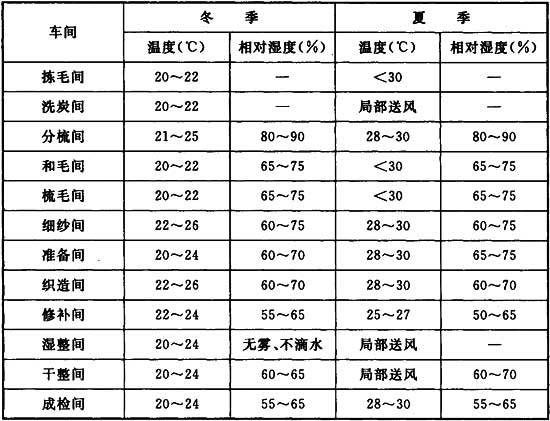 车间 冬季 夏季
温度(℃) 相对湿度(%) 温度(℃) 相对湿度(%)
拣毛间 20～22 — <30 —
洗炭间 20～22 — 局部送风 —
分梳间 21～25 80～90 28～30 80～90
和毛间 20～22 65～75 <30 65～75
梳毛间 20～22 65～75 <30 65～75
细纱间 22～26 60～75 28～30 60～75
准备间 20～24 60～70 28～30 65～75
织造间 22～26 60～70 28～30 60～70
修补间 22～24 55～65 25～27 50～65
湿整间 20～24 无雾、不滴水 局部送风 —
干整间 20～24 60～65 局部送风 60～70
成检间 20～24 55～65 28～30 55～65